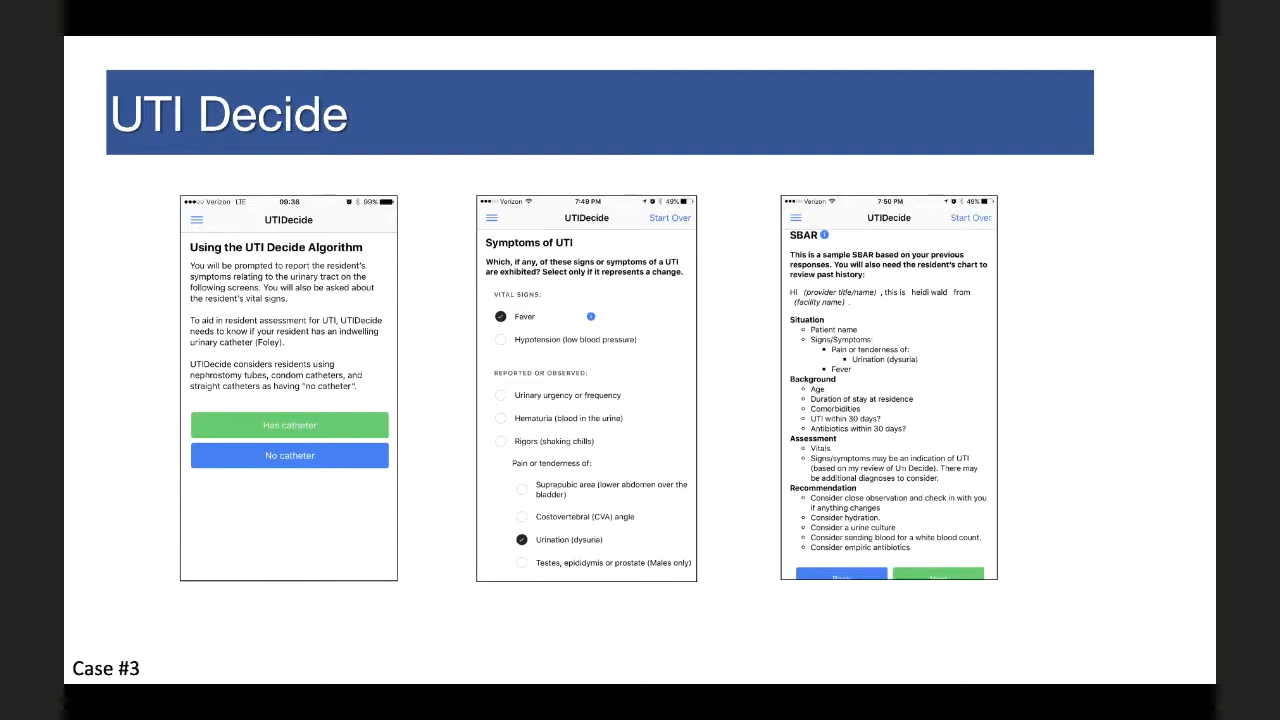 UTI Decide
Verizon LTE 09:36 99%
UTIDecide
Using the UTI Decide Algorithm
You will be prompted to report the resident's
symptoms relating to the urinary tract on the
following screens. You will also be asked about
the resident's vital signs.
To aid in resident assessment for UTI, UTIDecide
needs to know if your resident has an indwelling
urinary catheter (Foley).
UTIDecide considers residents using
nephrostomy tubes, condom catheters, and
straight catheters as having "no catheter".
Has catheter
No catheter
Verizon 7:49 PM 49%
UTIDecide Start Over
Symptoms of UTI
Which, if any, of these signs or symptoms of a UTI
are exhibited? Select only if it represents a change.
VITAL SIGNS:
Fever
Hypotension (low blood pressure)
REPORTED OR OBSERVED:
Urinary urgency or frequency
Hematuria (blood in the urine)
Rigors (shaking chills)
Pain or tenderness of:
Suprapubic area (lower abdomen over the
bladder)
Costovertebral (CVA) angle
Urination (dysuria)
Testes, epididymis or prostate (Males only)
Verizon 7:50 PM 49%
UTIDecide Start Over
SBAR
This is a sample SBAR based on your previous
responses. You will also need the resident's chart to
review past history:
Hi (provider title/name) , this is heidi wald from
(facility name) .
Situation
Patient name
Signs/Symptoms:
Pain or tenderness of:
Urination (dysuria)
Fever
Background
Age
Duration of stay at residence
Comorbidities
UTI within 30 days?
Antibiotics within 30 days?
Assessment
Vitals
Signs/symptoms may be an indication of UTI
(based on my review of UTI Decide). There may
be additional diagnoses to consider.
Recommendation
Consider close observation and check in with you
if anything changes
Consider hydration.
Consider a urine culture
Consider sending blood for a white blood count.
Consider empiric antibiotics
Case #3